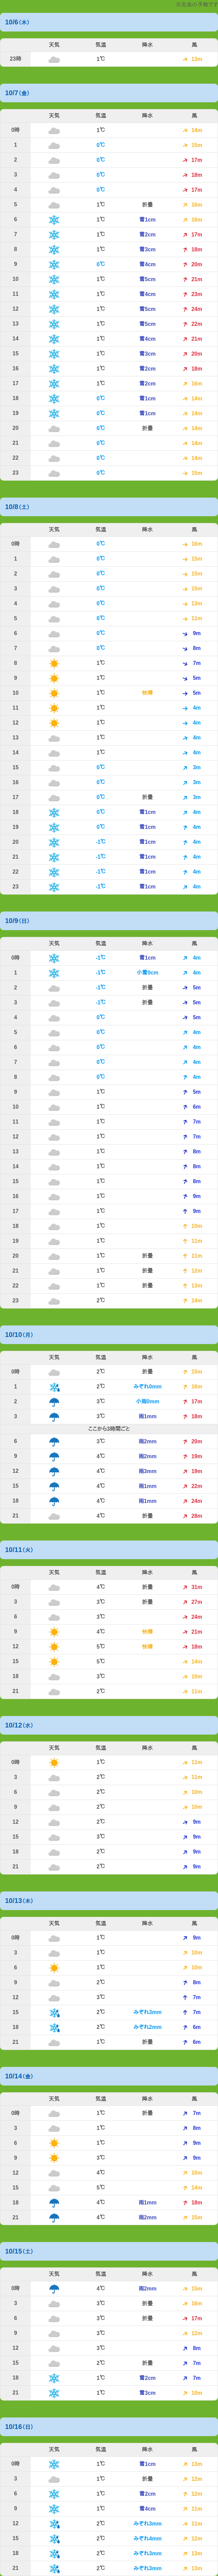 10/6(木)
天気 気温 降水 風
23時 1℃ 13m
10/7(金)
天気 気温 降水 風
0時 1℃ 14m
1 0℃ 15m
2 0℃ 17m
3 0℃ 18m
4 0℃ 17m
5 1℃ 折曇 16m
6 1℃ 雪1cm 16m
7 1℃ 雪2cm 17m
8 1℃ 雪3cm 18m
9 0℃ 雪4cm 20m
10 1℃ 雪5cm 21m
11 1℃ 雪4cm 23m
12 1℃ 雪5cm 24m
13 1℃ 雪5cm 22m
14 1℃ 雪4cm 21m
15 1℃ 雪3cm 20m
16 1℃ 雪2cm 18m
17 1℃ 雪2cm 16m
18 0℃ 雪1cm 14m
19 0℃ 雪1cm 14m
20 0℃ 折曇 14m
21 0℃ 14m
22 0℃ 14m
23 0℃ 15m
10/8(土)
天気 気温 降水 風
0時 0℃ 16m
1 0℃ 15m
2 0℃ 15m
3 0℃ 15m
4 0℃ 13m
5 0℃ 11m
6 0℃ 9m
7 0℃ 8m
8 1℃ 7m
9 1℃ 5m
10 1℃ 快晴 5m
11 1℃ 4m
12 1℃ 4m
13 1℃ 4m
14 1℃ 4m
15 0℃ 3m
16 0℃ 3m
17 0℃ 折曇 3m
18 0℃ 雪1cm 4m
19 0℃ 雪1cm 4m
20 -1℃ 雪1cm 4m
21 -1℃ 雪1cm 4m
22 -1℃ 雪1cm 4m
23 -1℃ 雪1cm 4m
10/9(日)
天気 気温 降水 風
0時 -1℃ 雪1cm 4m
1 -1℃ 小雪0cm 4m
2 -1℃ 折曇 5m
3 -1℃ 折曇 5m
4 0℃ 5m
5 0℃ 4m
6 0℃ 4m
7 0℃ 4m
8 0℃ 4m
9 1℃ 5m
10 1℃ 6m
11 1℃ 7m
12 1℃ 7m
13 1℃ 8m
14 1℃ 8m
15 1℃ 8m
16 1℃ 9m
17 1℃ 9m
18 1℃ 10m
19 1℃ 11m
20 1℃ 折曇 11m
21 1℃ 折曇 12m
22 1℃ 折曇 13m
23 2℃ 14m
10/10(月)
天気 気温 降水 風
0時 2℃ 折曇 15m
1 2℃ みぞれ0mm 16m
2 3℃ 小雨0mm 17m
3 3℃ 雨1mm 18m
ここから3時間ごと
6 3℃ 雨2mm 20m
9 4℃ 雨2mm 19m
12 4℃ 雨3mm 19m
15 4℃ 雨1mm 22m
18 4℃ 雨1mm 24m
21 4℃ 折曇 28m
10/11(火)
天気 気温 降水 風
0時 4℃ 折曇 31m
3 3℃ 折曇 27m
6 3℃ 24m
9 4℃ 快晴 21m
12 5℃ 快晴 18m
15 5℃ 14m
18 3℃ 10m
21 2℃ 11m
10/12(水)
天気 気温 降水 風
0時 1℃ 11m
3 2℃ 11m
6 2℃ 10m
9 2℃ 10m
12 2℃ 9m
15 3℃ 9m
18 2℃ 9m
21 2℃ 9m
10/13(木)
天気 気温 降水 風
0時 1℃ 9m
3 1℃ 10m
6 1℃ 10m
9 2℃ 8m
12 3℃ 7m
15 2℃ みぞれ3mm 7m
18 2℃ みぞれ2mm 6m
21 1℃ 折曇 6m
10/14(金)
天気 気温 降水 風
0時 1℃ 折曇 7m
3 1℃ 8m
6 1℃ 9m
9 3℃ 9m
12 4℃ 10m
15 5℃ 14m
18 4℃ 雨1mm 18m
21 4℃ 雨2mm 15m
10/15(土)
天気 気温 降水 風
0時 4℃ 雨2mm 15m
3 3℃ 折曇 16m
6 3℃ 折曇 17m
9 3℃ 12m
12 3℃ 8m
15 2℃ 折曇 7m
18 1℃ 雪2cm 7m
21 1℃ 雪3cm 10m
10/16(日)
天気 気温 降水 風
0時 1℃ 雪1cm 13m
3 1℃ 折曇 12m
6 1℃ 雪2cm 12m
9 1℃ 雪4cm 11m
12 2℃ みぞれ3mm 11m
15 2℃ みぞれ4mm 12m
18 2℃ みぞれ3mm 13m
21 2℃ みぞれ3mm 13m